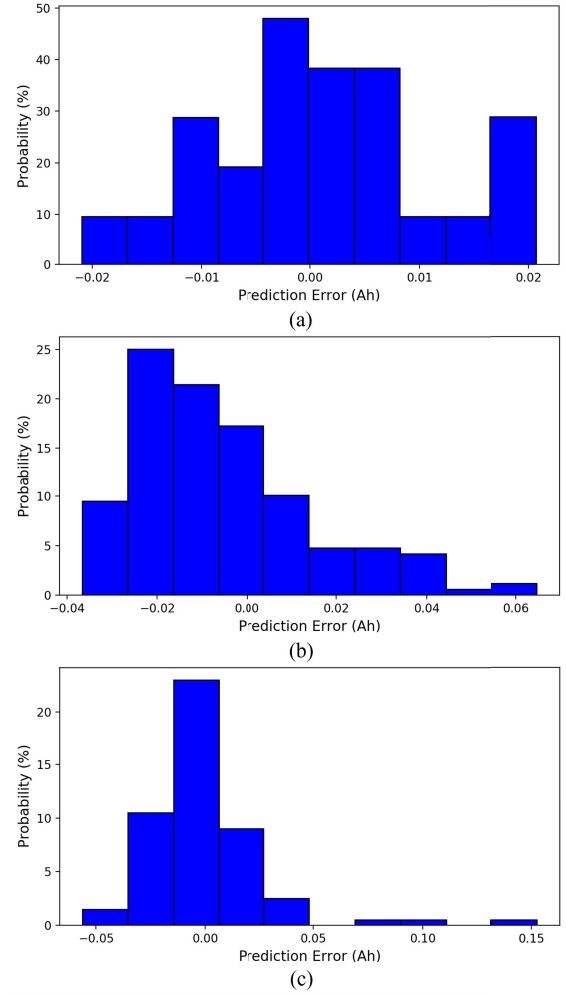 50
40
30
20
10
0
Probability (%)
−0.02 −0.01 0.00 0.01 0.02
Prediction Error (Ah)
(a)
25
20
15
10
5
0
Probability (%)
−0.04 −0.02 0.00 0.02 0.04 0.06
Prediction Error (Ah)
(b)
20
15
10
5
0
Probability (%)
−0.05 0.00 0.05 0.10 0.15
Prediction Error (Ah)
(c)